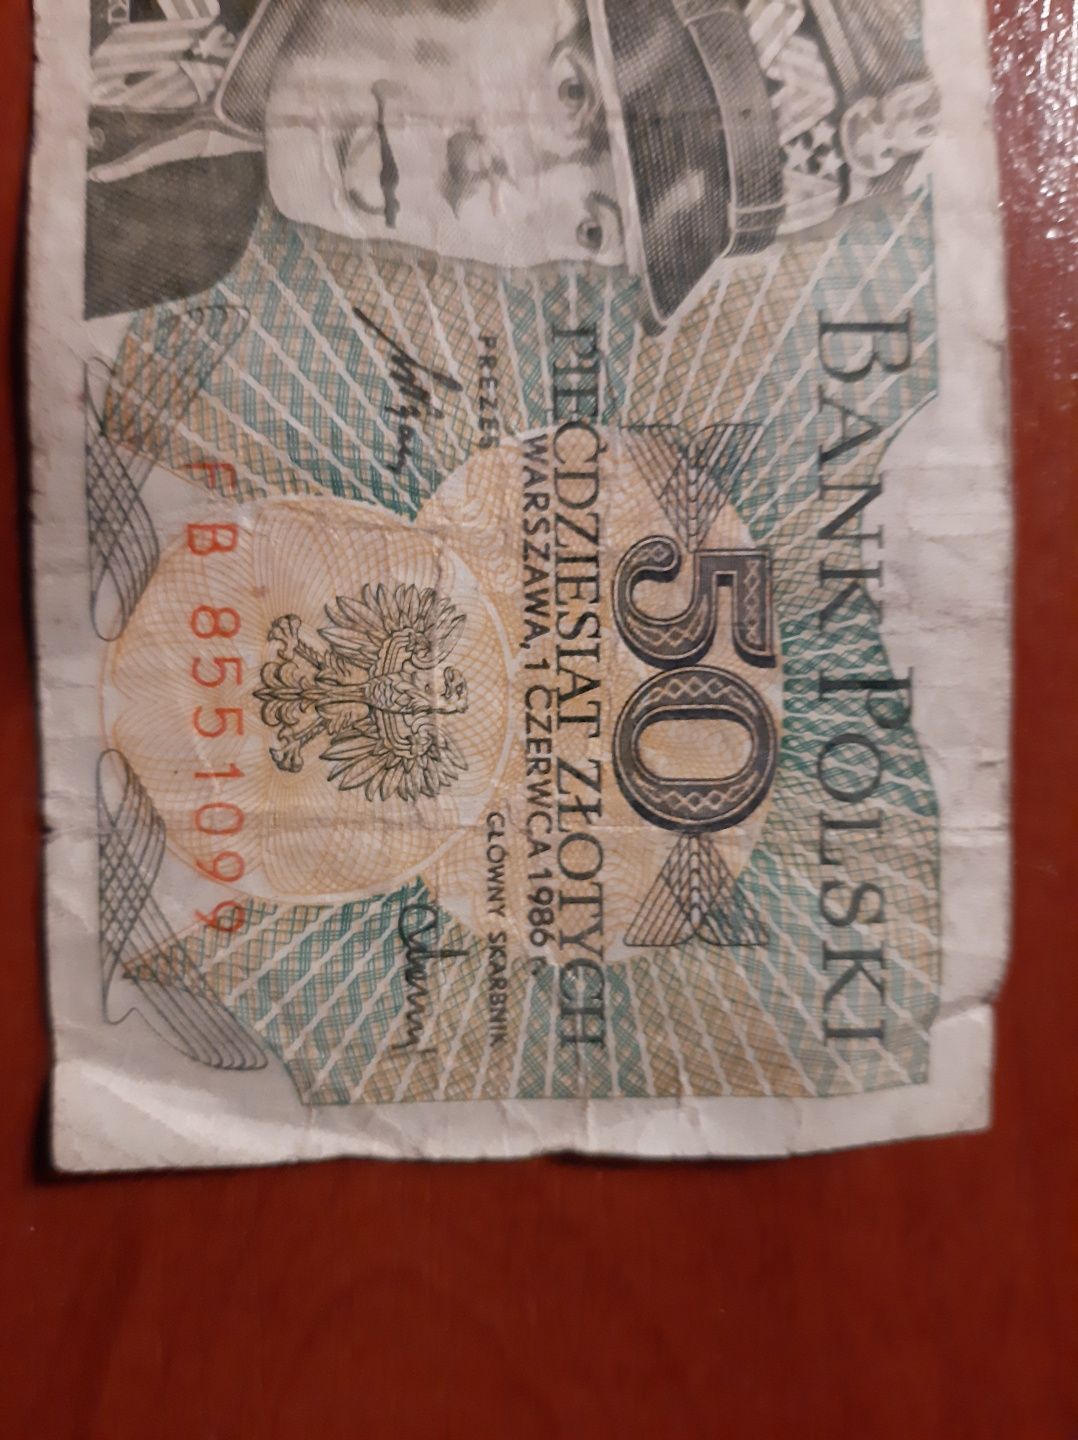 BANK POLSKI
50
PIĘĆDZIESIĄT ZŁOTYCH
WARSZAWA, 1 CZERWCA 1986 r.
PREZES
GŁÓWNY SKARBNIK
FB 8551099